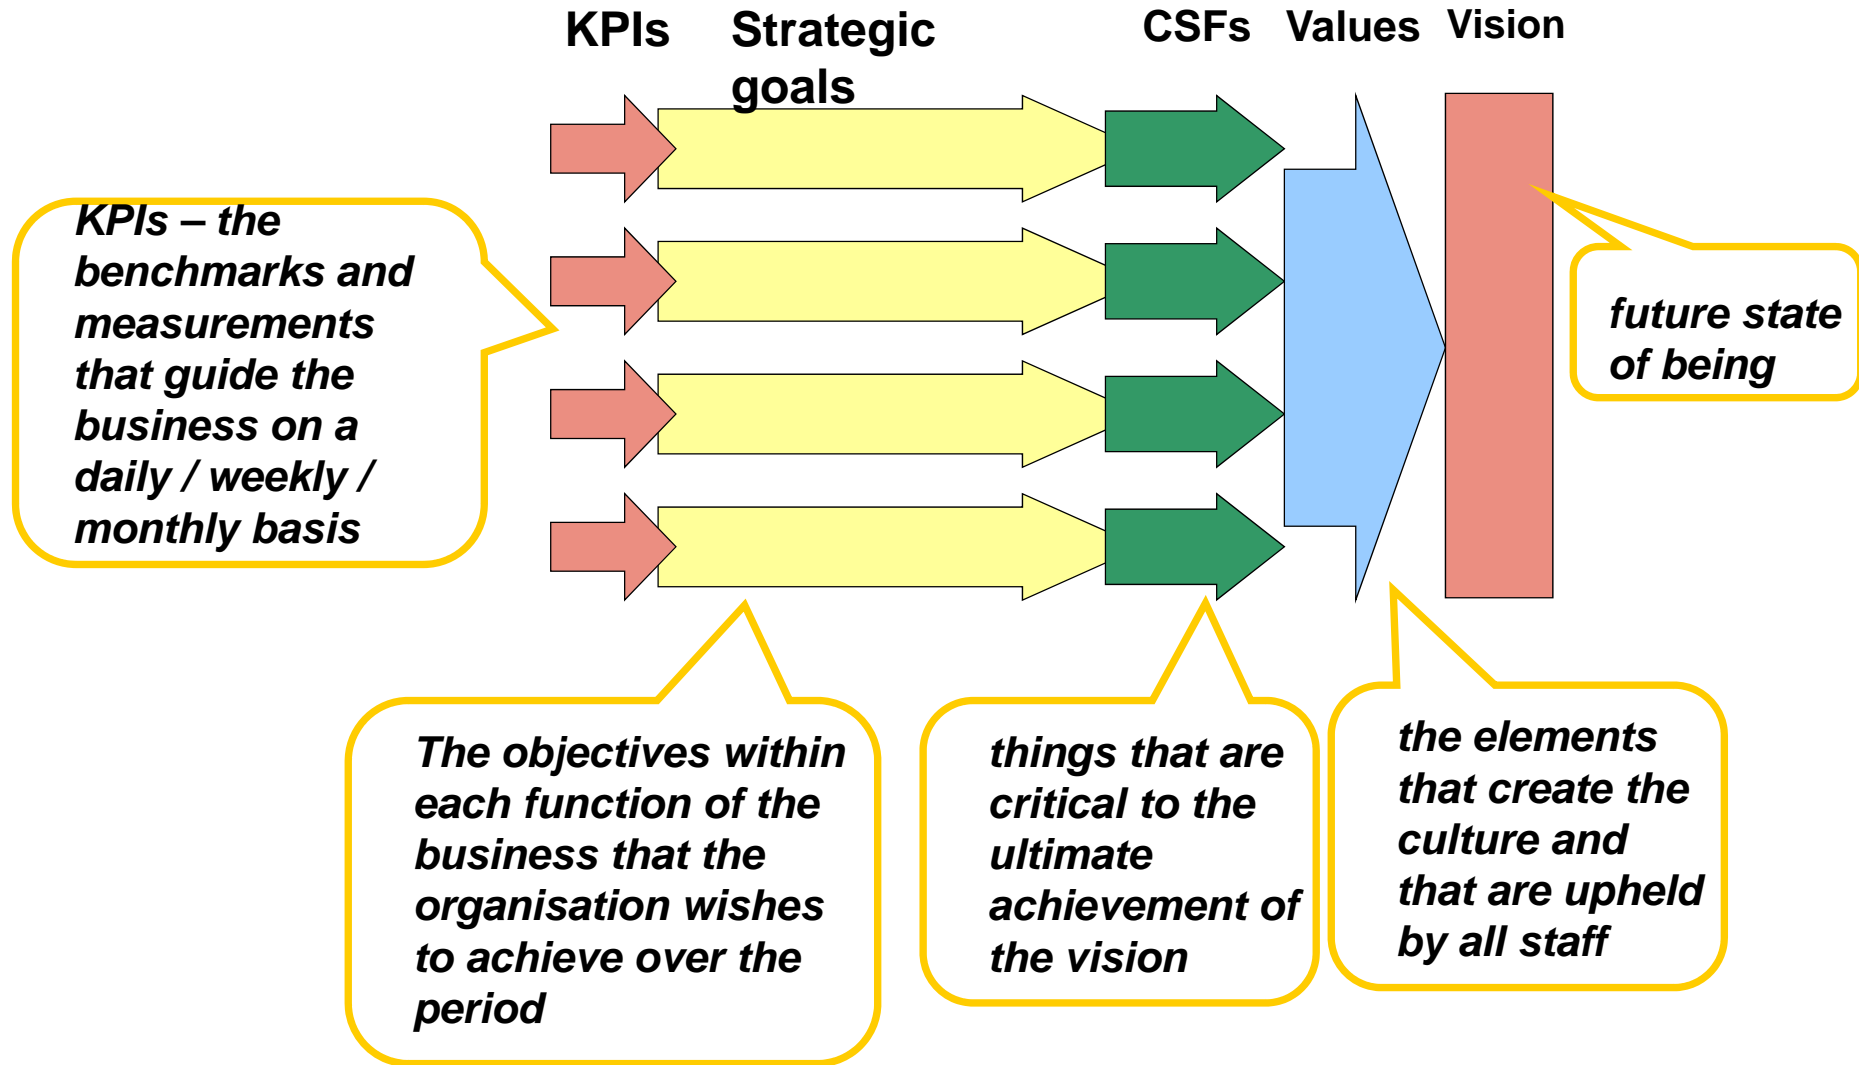 KPIs
Strategic
goals
CSFs
Values
Vision
KPIs – the
benchmarks and
measurements
that guide the
business on a
daily / weekly /
monthly basis
future state
of being
The objectives within
each function of the
business that the
organisation wishes
to achieve over the
period
things that are
critical to the
ultimate
achievement of
the vision
the elements
that create the
culture and
that are upheld
by all staff